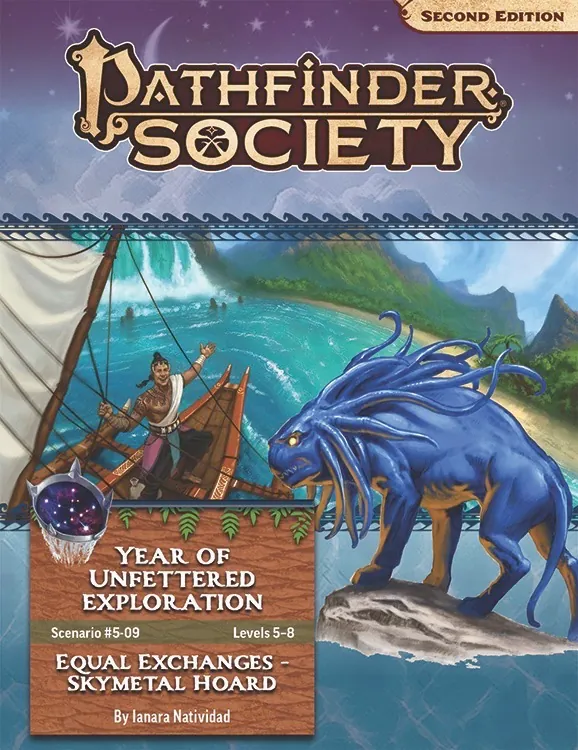 SECOND EDITION
PATHFINDER
SOCIETY
YEAR OF
UNFETTERED
EXPLORATION
Scenario #5-09 Levels 5–8
EQUAL EXCHANGES –
SKYMETAL HOARD
By Ianara Natividad